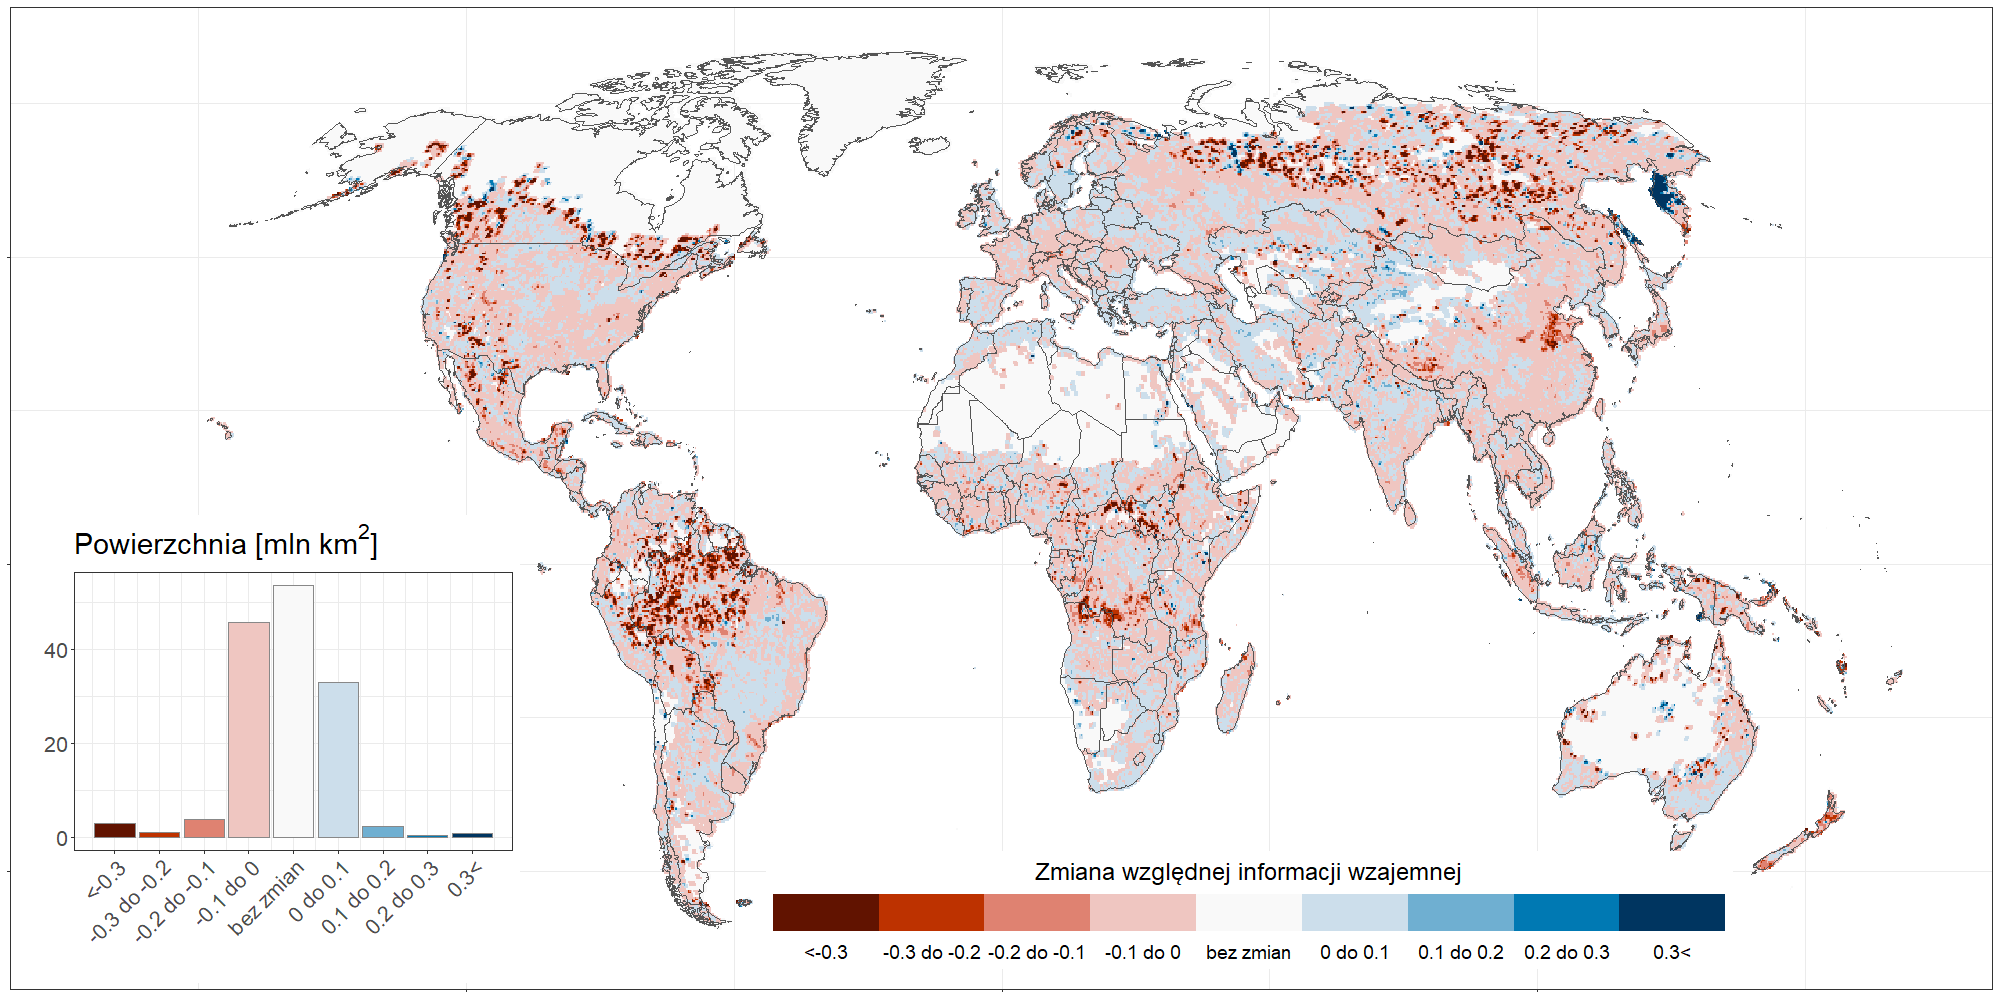 Powierzchnia [mln km²]
40
20
0
<-0.3
-0.3 do -0.2
-0.2 do -0.1
-0.1 do 0
bez zmian
0 do 0.1
0.1 do 0.2
0.2 do 0.3
0.3<
Zmiana względnej informacji wzajemnej
<-0.3 -0.3 do -0.2 -0.2 do -0.1 -0.1 do 0 bez zmian 0 do 0.1 0.1 do 0.2 0.2 do 0.3 0.3<